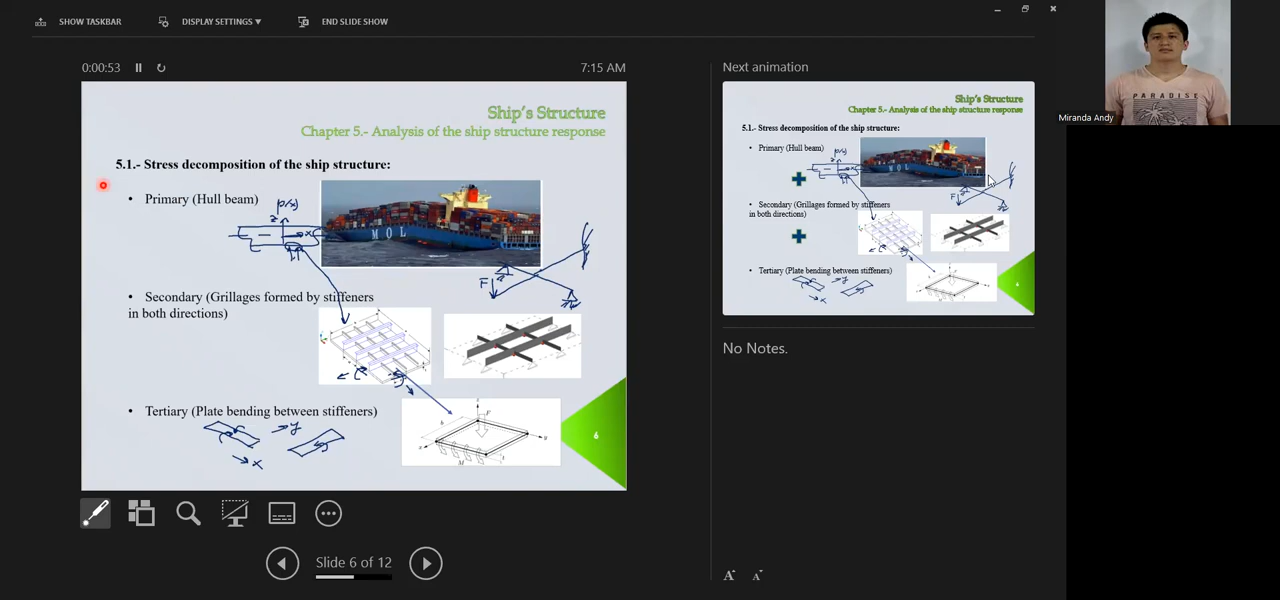 SHOW TASKBAR
DISPLAY SETTINGS ▼
END SLIDE SHOW
0:00:53
7:15 AM
Ship's Structure
Chapter 5.- Analysis of the ship structure response
5.1.- Stress decomposition of the ship structure:
• Primary (Hull beam)
p(x)
z
x
MOL
F
• Secondary (Grillages formed by stiffeners
in both directions)
• Tertiary (Plate bending between stiffeners)
y
x
z
F
b
y
x
M
t
6
Slide 6 of 12
Next animation
Ship's Structure
Chapter 5.- Analysis of the ship structure response
5.1.- Stress decomposition of the ship structure:
• Primary (Hull beam)
p(x)
z
x
MOL
F
• Secondary (Grillages formed by stiffeners
in both directions)
• Tertiary (Plate bending between stiffeners)
y
x
6
No Notes.
A
A
PARADISE
Miranda Andy